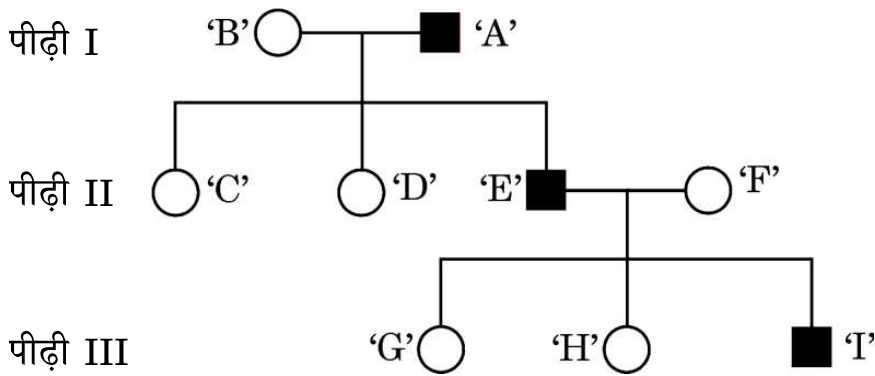 पीढ़ी I 'B' 'A'
पीढ़ी II 'C' 'D' 'E' 'F'
पीढ़ी III 'G' 'H' 'I'